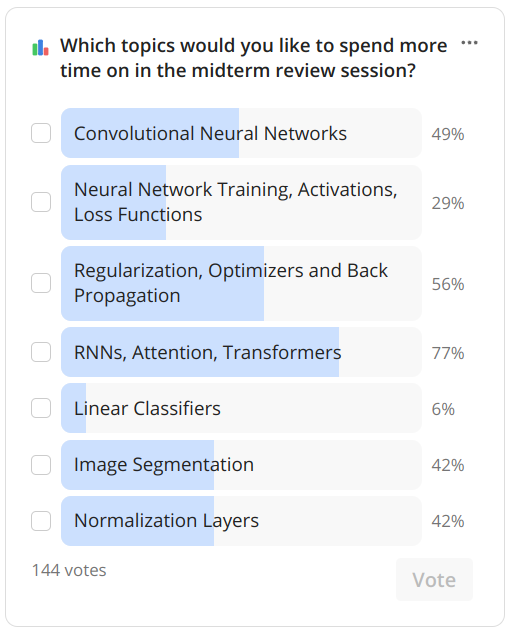 Which topics would you like to spend more
time on in the midterm review session?
Convolutional Neural Networks 49%
Neural Network Training, Activations,
Loss Functions 29%
Regularization, Optimizers and Back
Propagation 56%
RNNs, Attention, Transformers 77%
Linear Classifiers 6%
Image Segmentation 42%
Normalization Layers 42%
144 votes
Vote